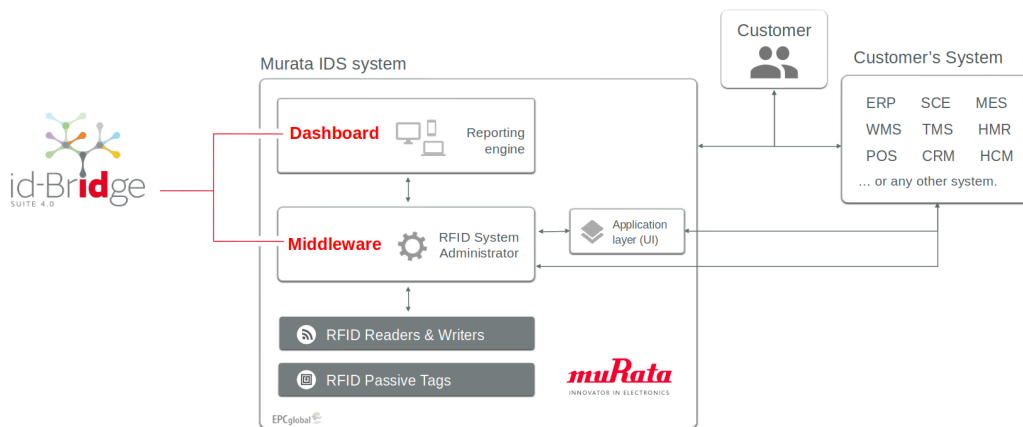 Customer
Murata IDS system
Customer's System
Dashboard
Reporting
engine
ERP SCE MES
WMS TMS HMR
POS CRM HCM
... or any other system.
id-Bridge
SUITE 4.0
Middleware
RFID System
Administrator
Application
layer (UI)
RFID Readers & Writers
RFID Passive Tags
muRata
INNOVATOR IN ELECTRONICS
EPCglobal